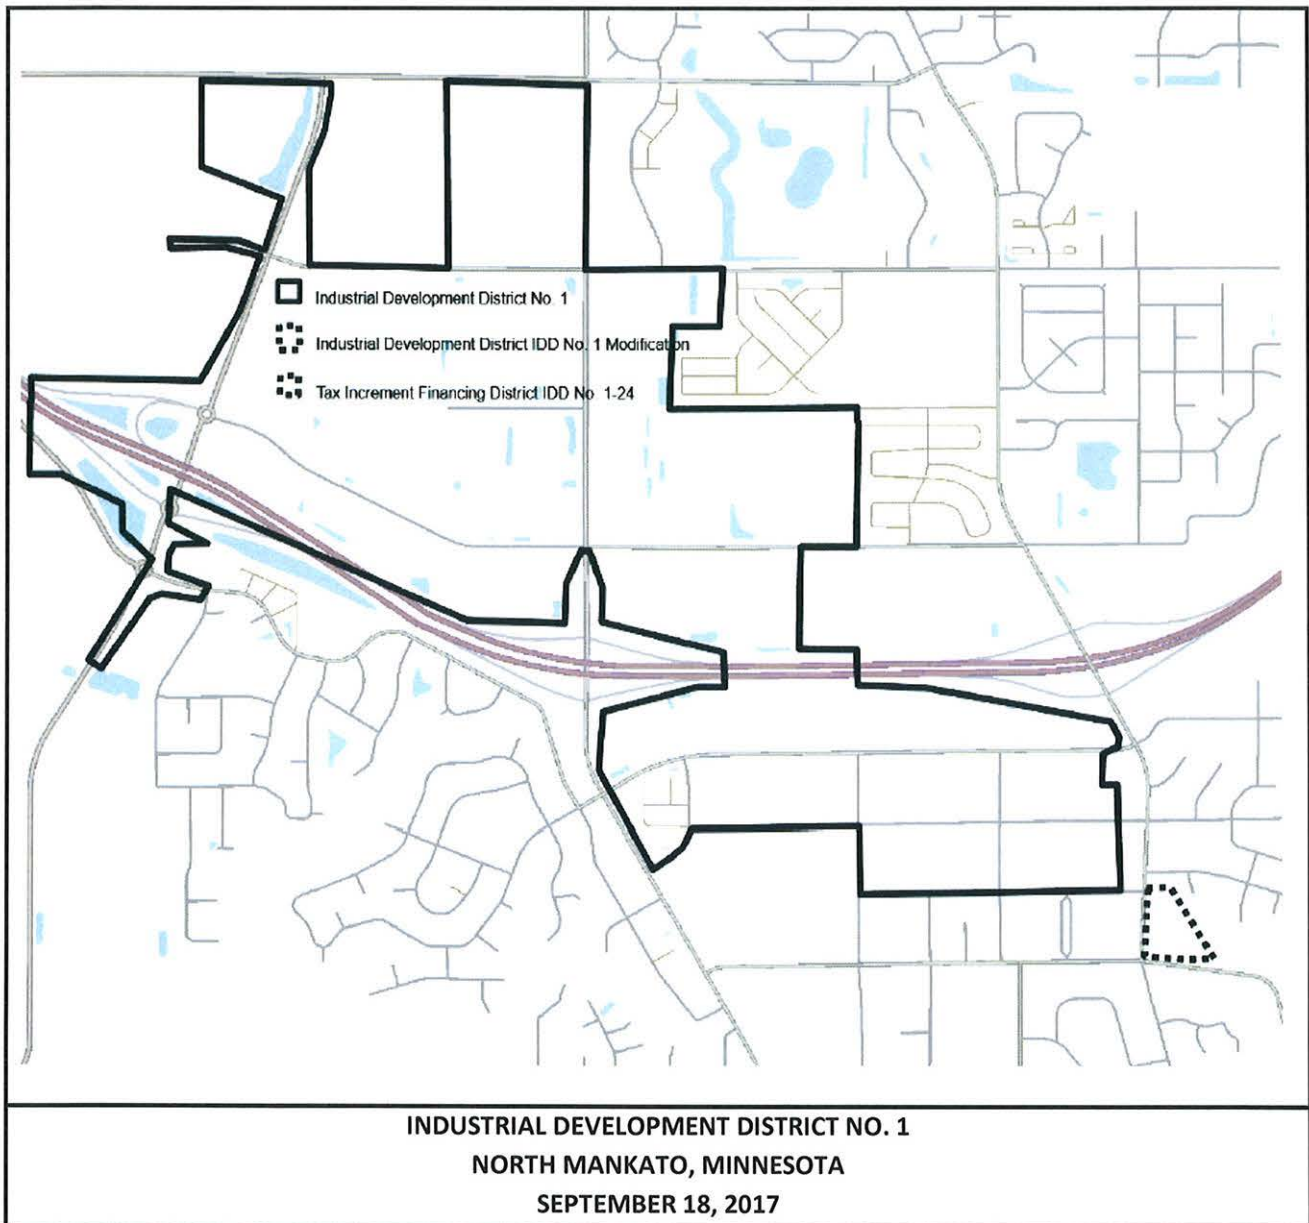 Industrial Development District No. 1
Industrial Development District IDD No. 1 Modification
Tax Increment Financing District IDD No. 1-24
INDUSTRIAL DEVELOPMENT DISTRICT NO. 1
NORTH MANKATO, MINNESOTA
SEPTEMBER 18, 2017